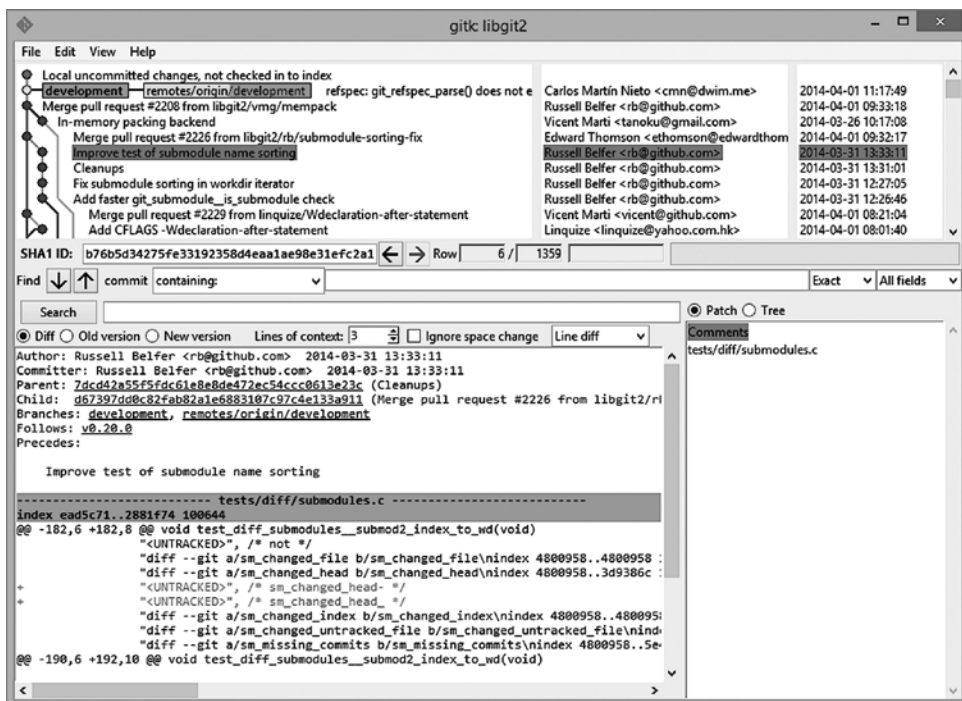 gitk: libgit2
File Edit View Help
Local uncommitted changes, not checked in to index
development remotes/origin/development refspec: git_refspec_parse() does not e Carlos Martín Nieto <cmn@dwim.me> 2014-04-01 11:17:49
Merge pull request #2208 from libgit2/vmg/mempack Russell Belfer <rb@github.com> 2014-04-01 09:33:18
In-memory packing backend Vicent Marti <tanoku@gmail.com> 2014-03-26 10:17:08
Merge pull request #2226 from libgit2/rb/submodule-sorting-fix Edward Thomson <ethomson@edwardthom 2014-04-01 09:32:17
Improve test of submodule name sorting Russell Belfer <rb@github.com> 2014-03-31 13:33:11
Cleanups Russell Belfer <rb@github.com> 2014-03-31 13:31:01
Fix submodule sorting in workdir iterator Russell Belfer <rb@github.com> 2014-03-31 12:27:05
Add faster git_submodule__is_submodule check Russell Belfer <rb@github.com> 2014-03-31 12:26:46
Merge pull request #2229 from linquize/Wdeclaration-after-statement Vicent Marti <vicent@github.com> 2014-04-01 08:21:04
Add CFLAGS -Wdeclaration-after-statement Linquize <linquize@yahoo.com.hk> 2014-04-01 08:01:40
SHA1 ID: b76b5d34275fe33192358d4eaa1ae98e31efc2a1 Row 6 / 1359
Find commit containing: Exact All fields
Search
Patch Tree
Diff Old version New version Lines of context: 3 Ignore space change Line diff
Comments
tests/diff/submodules.c
Author: Russell Belfer <rb@github.com> 2014-03-31 13:33:11
Committer: Russell Belfer <rb@github.com> 2014-03-31 13:33:11
Parent: 7dcd42a55f5fdc61e8e8de472ec54ccc0613e23c (Cleanups)
Child: d67397dd0c82fab82a1e6883107c97c4e133a911 (Merge pull request #2226 from libgit2/r
Branches: development, remotes/origin/development
Follows: v0.20.0
Precedes:
Improve test of submodule name sorting
-------------------------- tests/diff/submodules.c --------------------------
index ead5c71..2881f74 100644
@@ -182,6 +182,8 @@ void test_diff_submodules__submod2_index_to_wd(void)
"<UNTRACKED>", /* not */
"diff --git a/sm_changed_file b/sm_changed_file\nindex 4800958..4800958
"diff --git a/sm_changed_head b/sm_changed_head\nindex 4800958..3d9386c
+ "<UNTRACKED>", /* sm_changed_head- */
+ "<UNTRACKED>", /* sm_changed_head_ */
"diff --git a/sm_changed_index b/sm_changed_index\nindex 4800958..480095
"diff --git a/sm_changed_untracked_file b/sm_changed_untracked_file\nind
"diff --git a/sm_missing_commits b/sm_missing_commits\nindex 4800958..5e
@@ -190,6 +192,10 @@ void test_diff_submodules__submod2_index_to_wd(void)